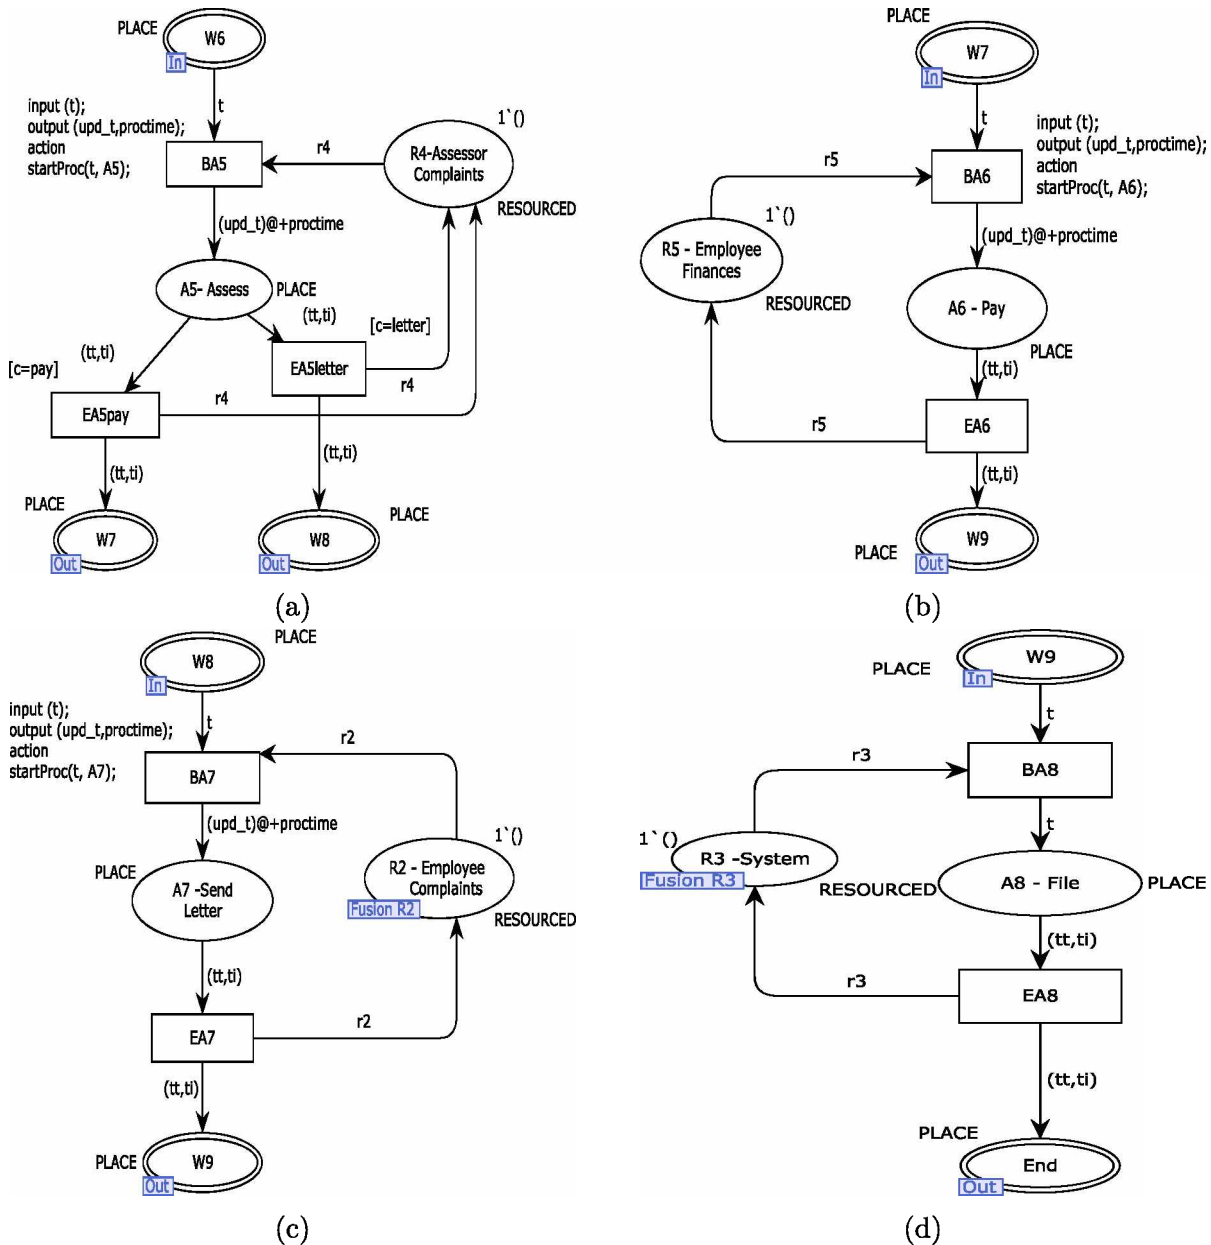 PLACE
W6
In
t
input (t);
output (upd_t,proctime);
action
startProc(t, A5);
BA5
r4
1`()
R4-Assessor
Complaints
RESOURCED
(upd_t)@+proctime
A5- Assess
PLACE
(tt,ti)
[c=letter]
(tt,ti)
[c=pay]
EA5letter
r4
EA5pay
r4
(tt,ti)
(tt,ti)
PLACE
W7
Out
PLACE
W8
Out
(a)
PLACE
W7
In
t
input (t);
output (upd_t,proctime);
action
startProc(t, A6);
r5
BA6
1`()
R5 - Employee
Finances
RESOURCED
(upd_t)@+proctime
A6 - Pay
PLACE
(tt,ti)
EA6
r5
(tt,ti)
PLACE
W9
Out
(b)
PLACE
W8
In
input (t);
output (upd_t,proctime);
action
startProc(t, A7);
t
r2
BA7
(upd_t)@+proctime
1`()
PLACE
A7 -Send
Letter
R2 - Employee
Complaints
Fusion R2
RESOURCED
(tt,ti)
EA7
r2
(tt,ti)
PLACE
W9
Out
(c)
PLACE
W9
In
t
r3
BA8
t
1`()
R3 -System
Fusion R3
RESOURCED
A8 - File
PLACE
(tt,ti)
r3
EA8
(tt,ti)
PLACE
End
Out
(d)